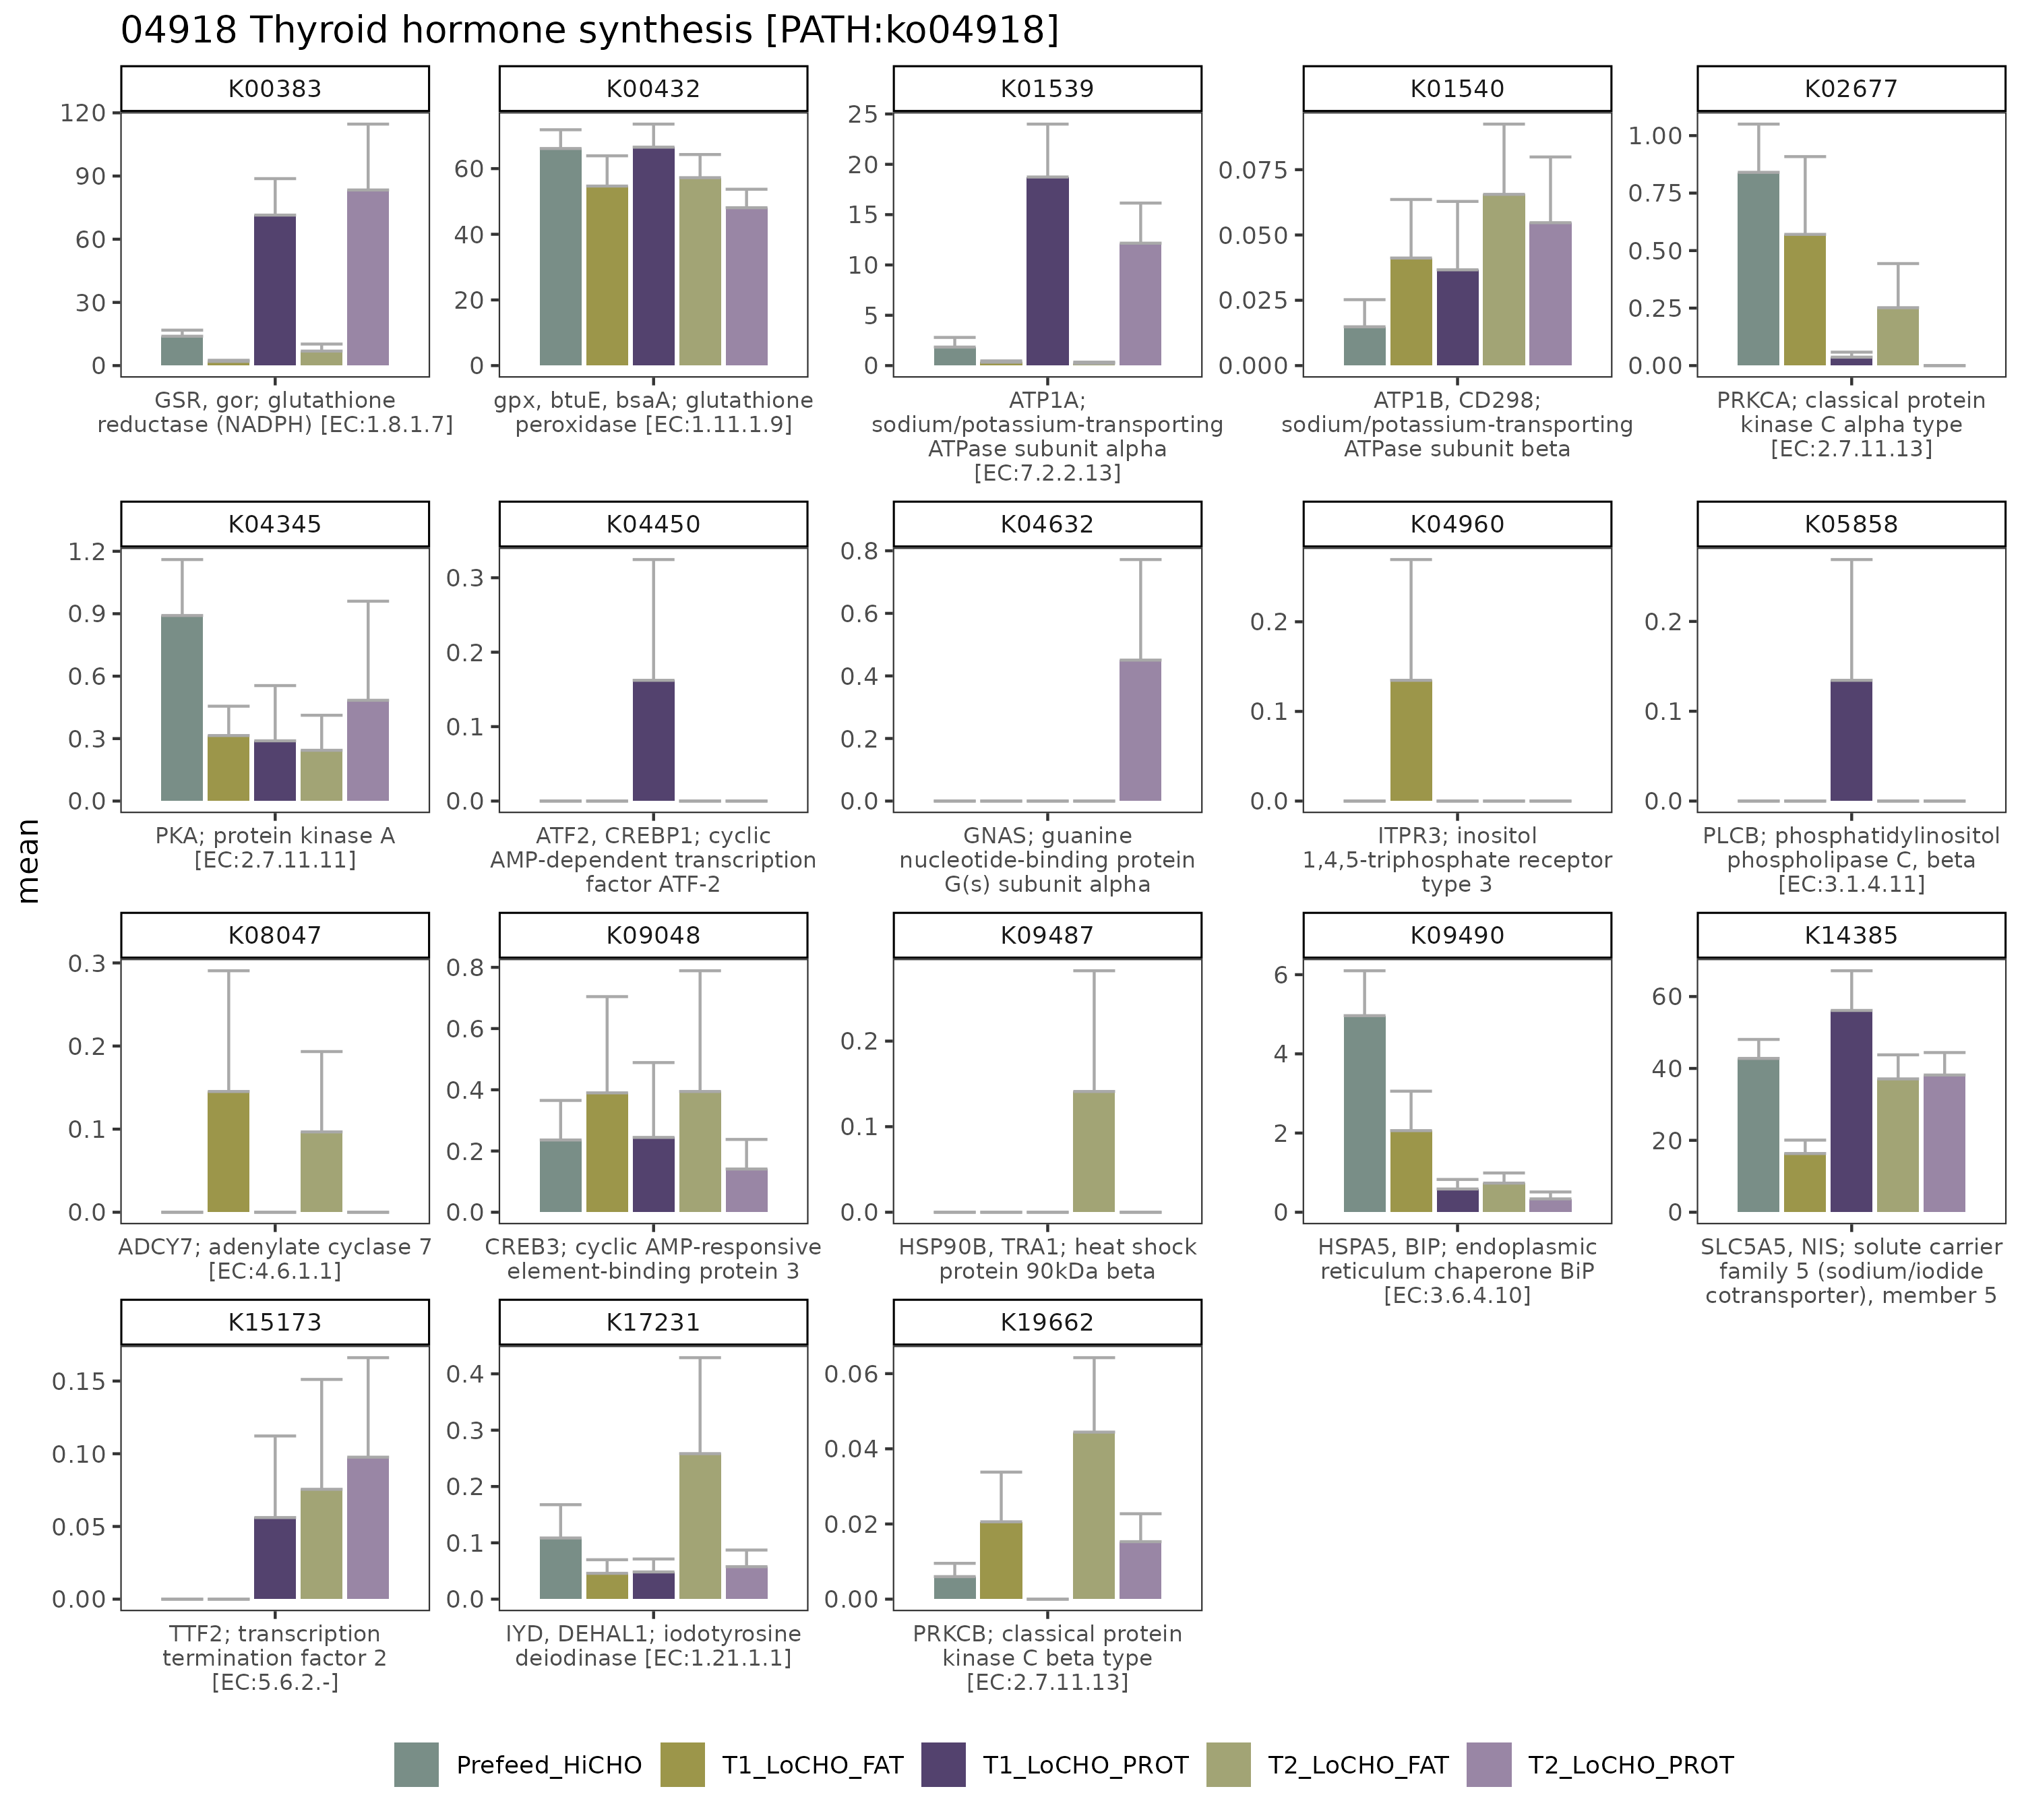 04918 Thyroid hormone synthesis [PATH:ko04918]
mean
K00383
120
90
60
30
0
GSR, gor; glutathione
reductase (NADPH) [EC:1.8.1.7]
K00432
60
40
20
0
gpx, btuE, bsaA; glutathione
peroxidase [EC:1.11.1.9]
K01539
25
20
15
10
5
0
ATP1A;
sodium/potassium-transporting
ATPase subunit alpha
[EC:7.2.2.13]
K01540
0.075
0.050
0.025
0.000
ATP1B, CD298;
sodium/potassium-transporting
ATPase subunit beta
K02677
1.00
0.75
0.50
0.25
0.00
PRKCA; classical protein
kinase C alpha type
[EC:2.7.11.13]
K04345
1.2
0.9
0.6
0.3
0.0
PKA; protein kinase A
[EC:2.7.11.11]
K04450
0.3
0.2
0.1
0.0
ATF2, CREBP1; cyclic
AMP-dependent transcription
factor ATF-2
K04632
0.8
0.6
0.4
0.2
0.0
GNAS; guanine
nucleotide-binding protein
G(s) subunit alpha
K04960
0.2
0.1
0.0
ITPR3; inositol
1,4,5-triphosphate receptor
type 3
K05858
0.2
0.1
0.0
PLCB; phosphatidylinositol
phospholipase C, beta
[EC:3.1.4.11]
K08047
0.3
0.2
0.1
0.0
ADCY7; adenylate cyclase 7
[EC:4.6.1.1]
K09048
0.8
0.6
0.4
0.2
0.0
CREB3; cyclic AMP-responsive
element-binding protein 3
K09487
0.2
0.1
0.0
HSP90B, TRA1; heat shock
protein 90kDa beta
K09490
6
4
2
0
HSPA5, BIP; endoplasmic
reticulum chaperone BiP
[EC:3.6.4.10]
K14385
60
40
20
0
SLC5A5, NIS; solute carrier
family 5 (sodium/iodide
cotransporter), member 5
K15173
0.15
0.10
0.05
0.00
TTF2; transcription
termination factor 2
[EC:5.6.2.-]
K17231
0.4
0.3
0.2
0.1
0.0
IYD, DEHAL1; iodotyrosine
deiodinase [EC:1.21.1.1]
K19662
0.06
0.04
0.02
0.00
PRKCB; classical protein
kinase C beta type
[EC:2.7.11.13]
Prefeed_HiCHO T1_LoCHO_FAT T1_LoCHO_PROT T2_LoCHO_FAT T2_LoCHO_PROT